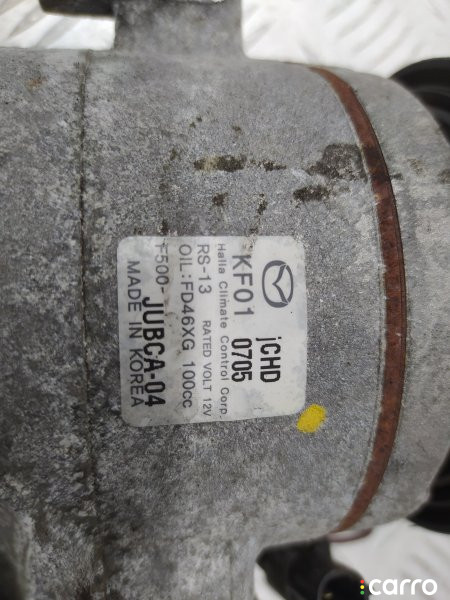 KF01 jCHD
0705
Halla Climate Control Corp.
RS-13 RATED VOLT 12V
OIL:FD46XG 100cc
F500-JUBCA-04
MADE IN KOREA
carro